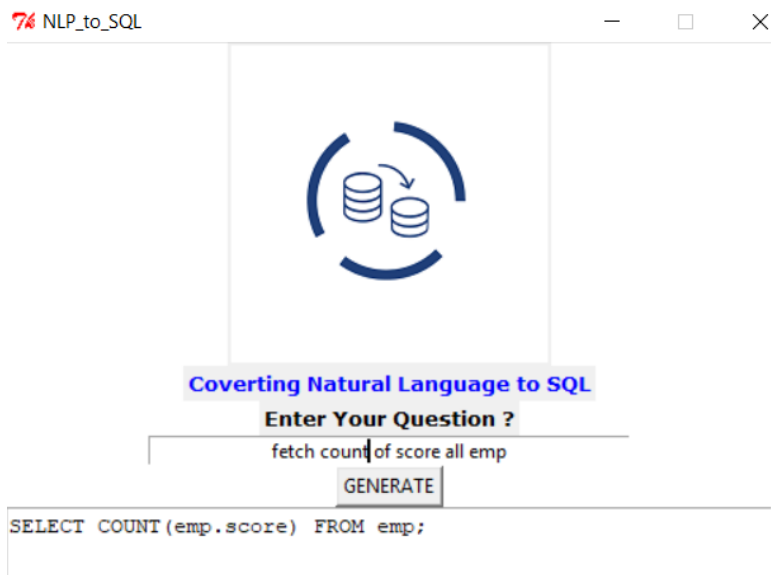 NLP_to_SQL
Coverting Natural Language to SQL
Enter Your Question ?
fetch count of score all emp
GENERATE
SELECT COUNT(emp.score) FROM emp;